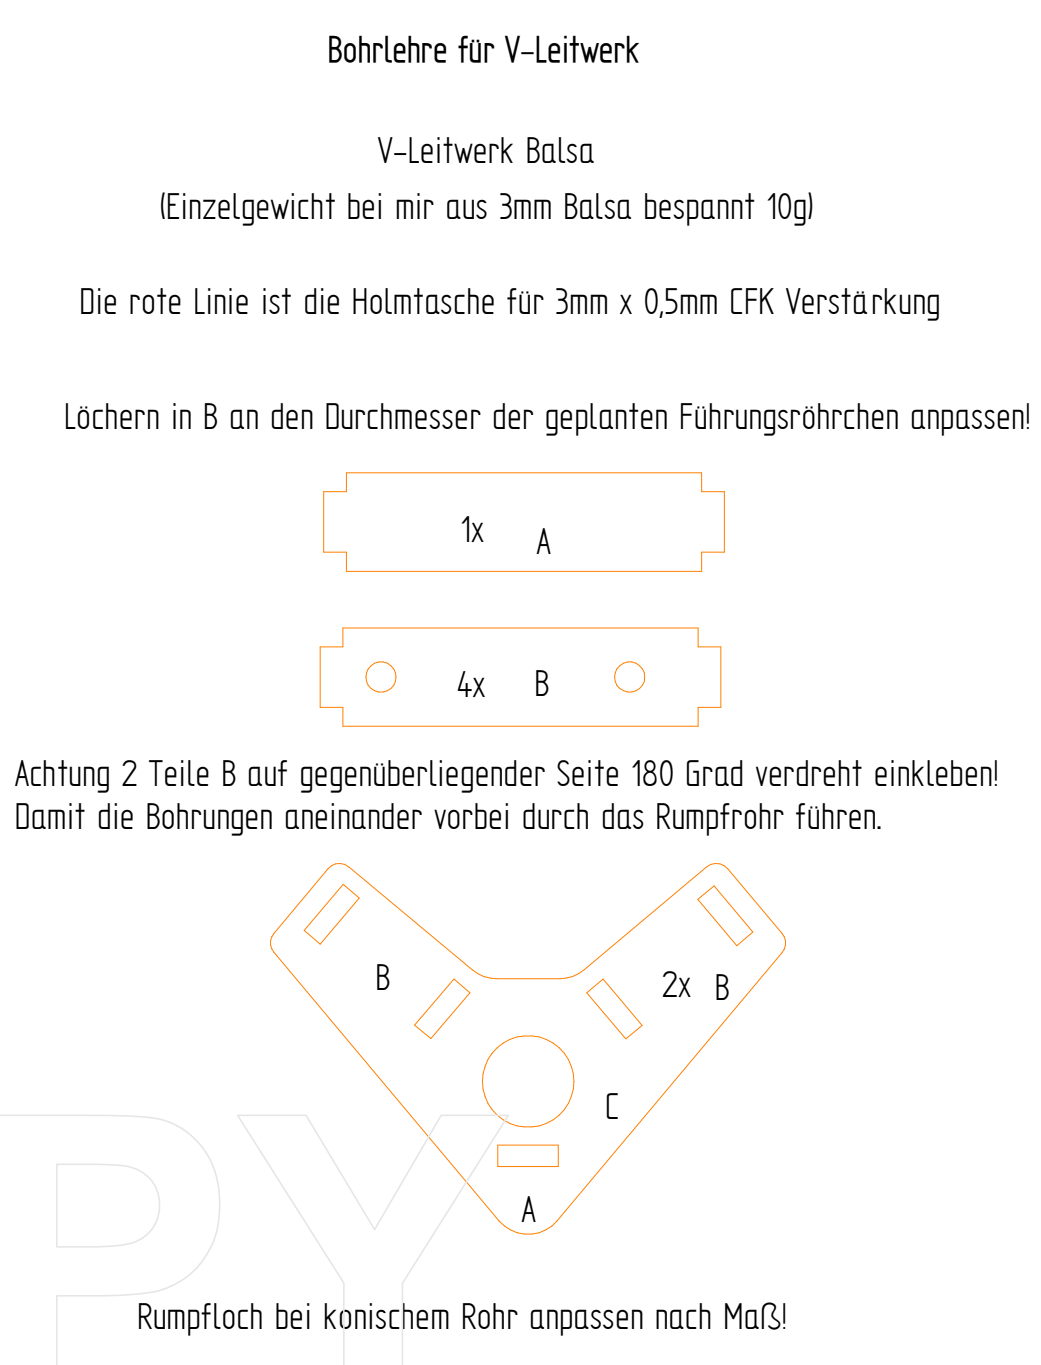 Bohrlehre für V-Leitwerk
V-Leitwerk Balsa
(Einzelgewicht bei mir aus 3mm Balsa bespannt 10g)
Die rote Linie ist die Holmtasche für 3mm x 0,5mm CFK Verstärkung
Löchern in B an den Durchmesser der geplanten Führungsröhrchen anpassen!
1x A
4x B
Achtung 2 Teile B auf gegenüberliegender Seite 180 Grad verdreht einkleben!
Damit die Bohrungen aneinander vorbei durch das Rumpfrohr führen.
B
2x B
C
A
PY
Rumpfloch bei konischem Rohr anpassen nach Maß!